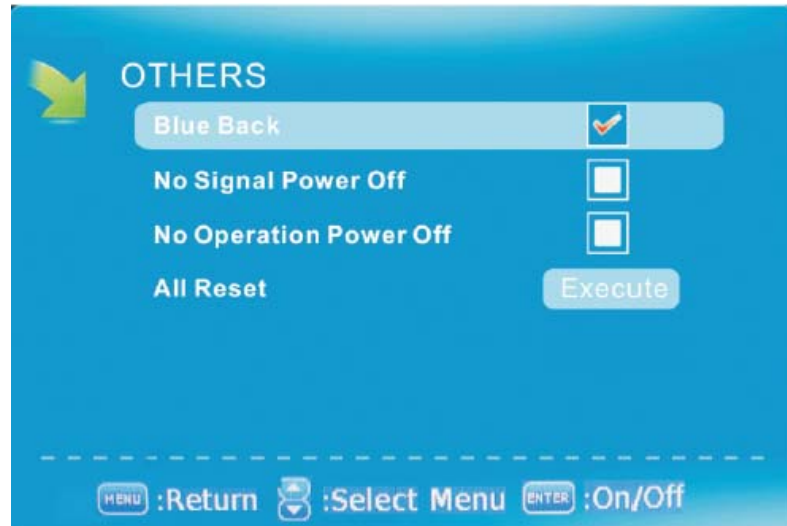 OTHERS
Blue Back
No Signal Power Off
No Operation Power Off
All Reset Execute
MENU :Return :Select Menu ENTER :On/Off